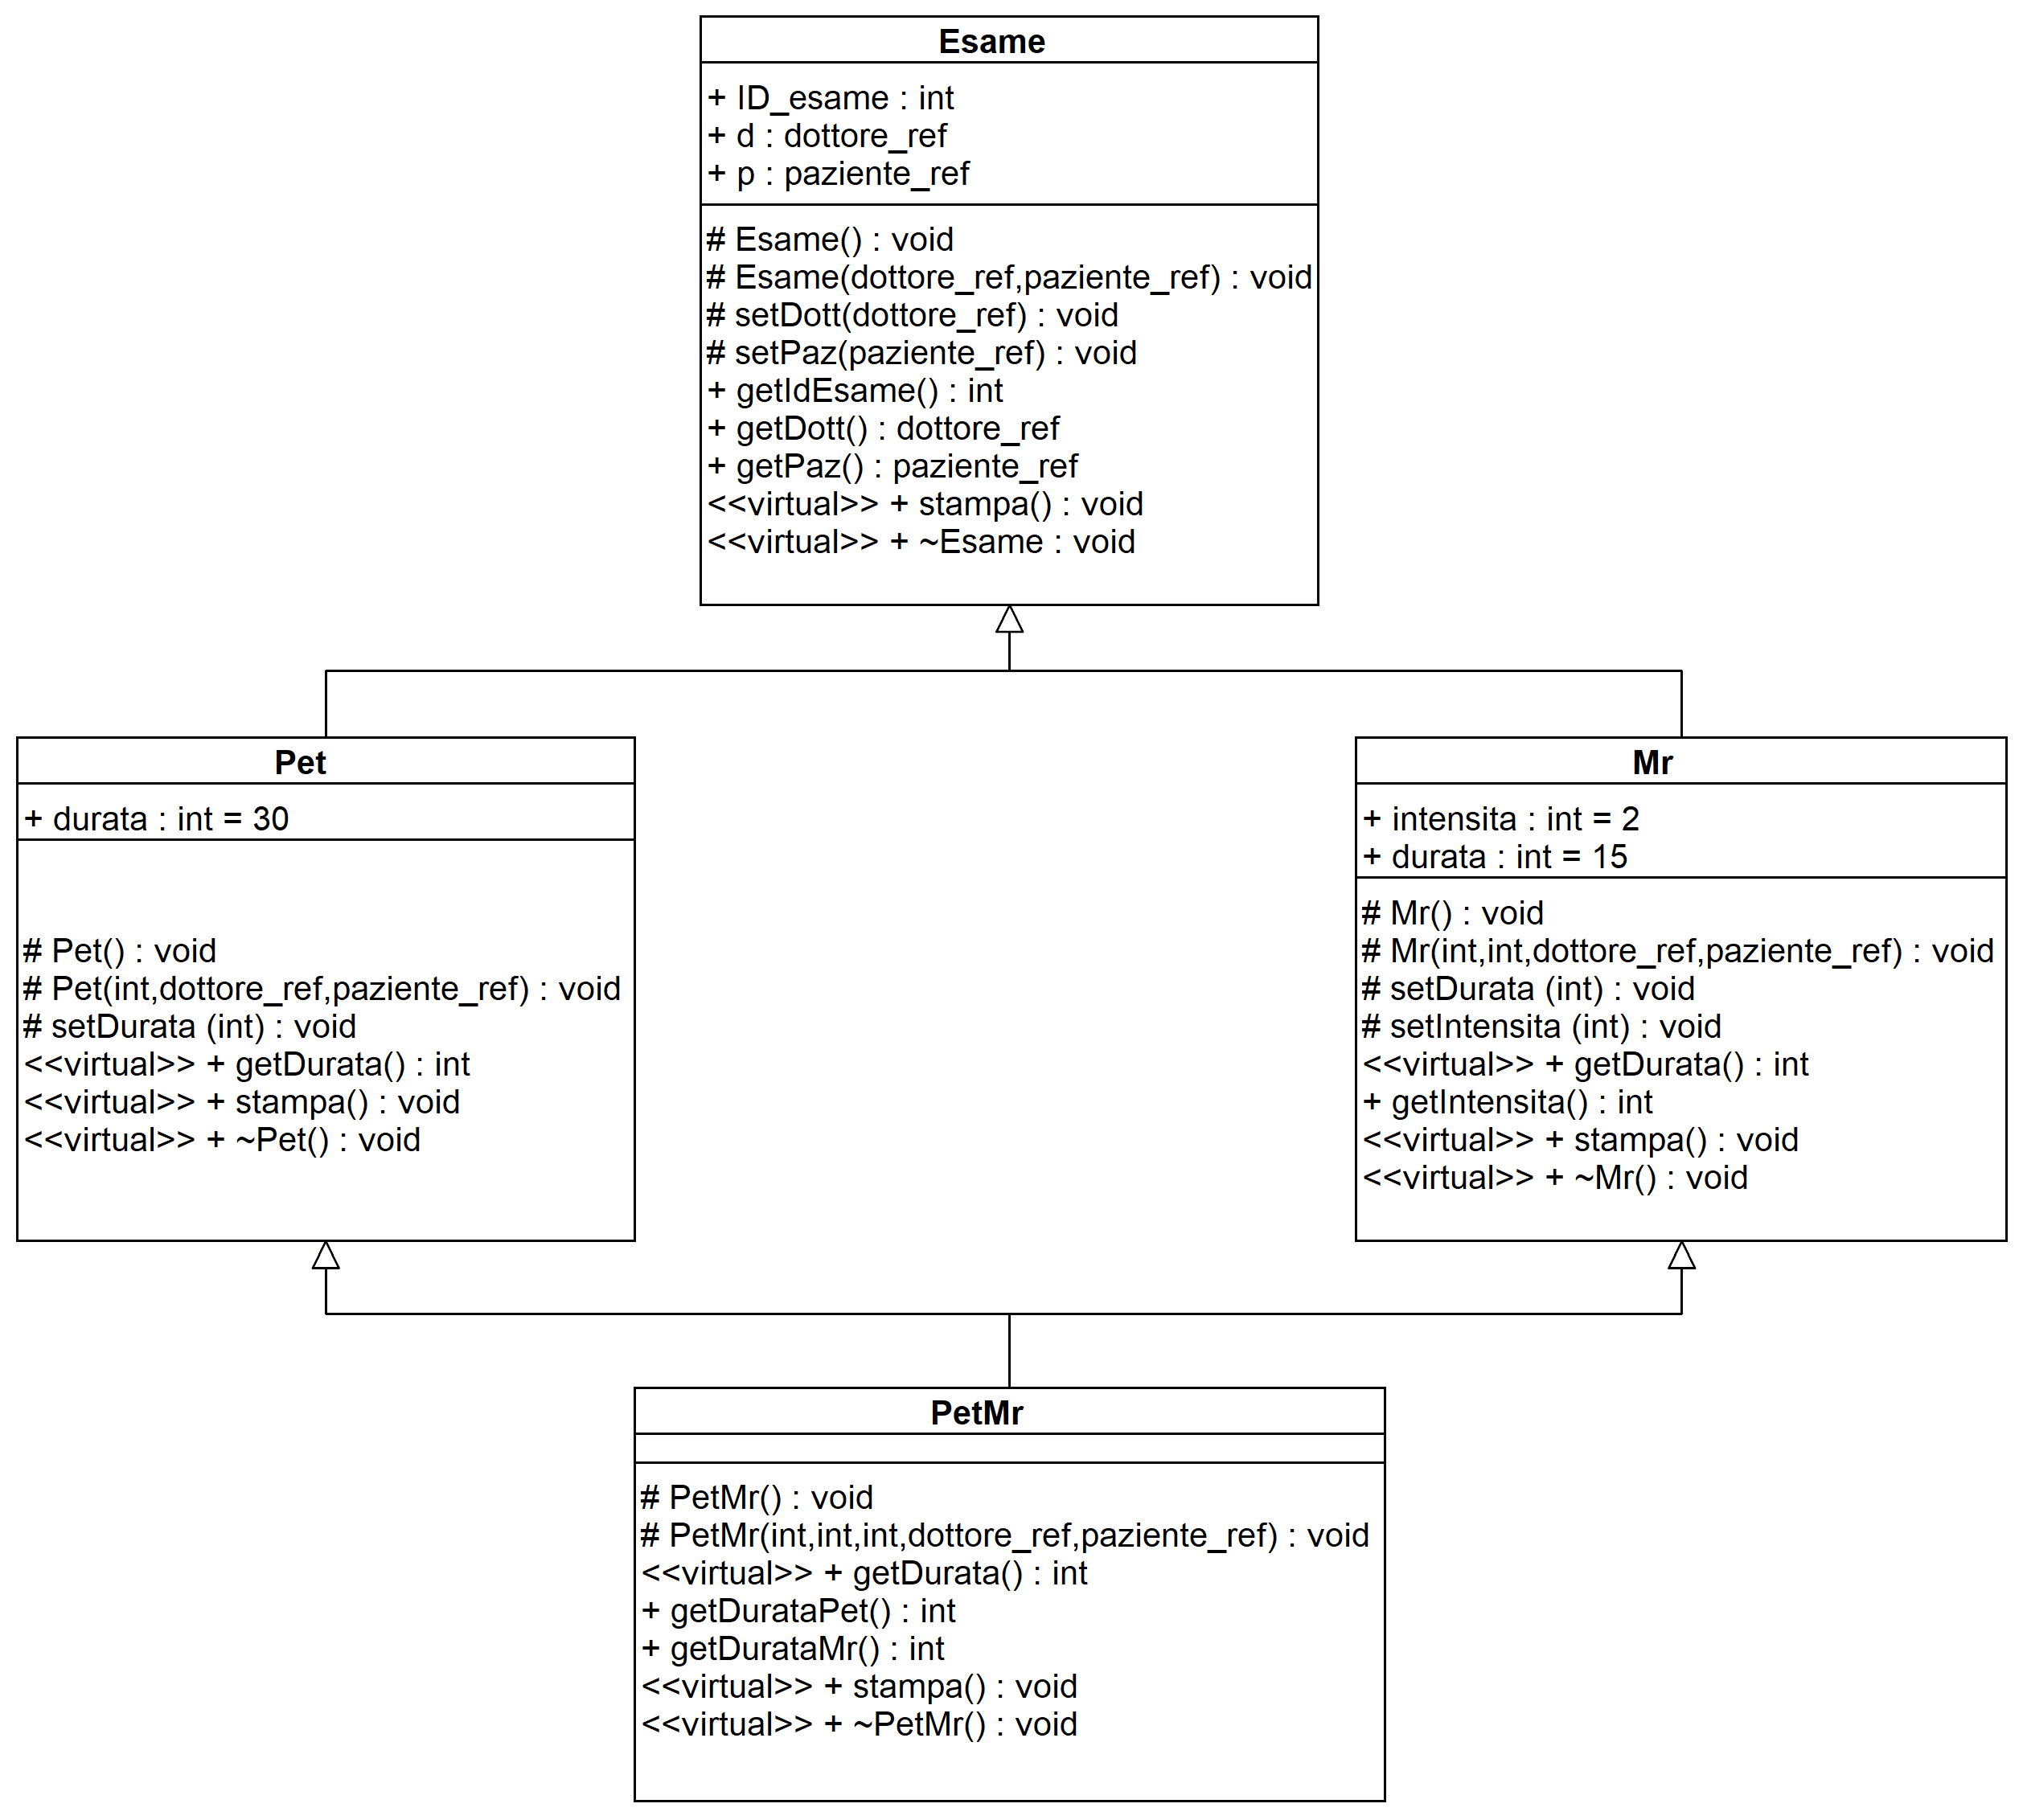 Esame
+ ID_esame : int
+ d : dottore_ref
+ p : paziente_ref
# Esame() : void
# Esame(dottore_ref,paziente_ref) : void
# setDott(dottore_ref) : void
# setPaz(paziente_ref) : void
+ getIdEsame() : int
+ getDott() : dottore_ref
+ getPaz() : paziente_ref
<<virtual>> + stampa() : void
<<virtual>> + ~Esame : void
Pet
+ durata : int = 30
# Pet() : void
# Pet(int,dottore_ref,paziente_ref) : void
# setDurata (int) : void
<<virtual>> + getDurata() : int
<<virtual>> + stampa() : void
<<virtual>> + ~Pet() : void
Mr
+ intensita : int = 2
+ durata : int = 15
# Mr() : void
# Mr(int,int,dottore_ref,paziente_ref) : void
# setDurata (int) : void
# setIntensita (int) : void
<<virtual>> + getDurata() : int
+ getIntensita() : int
<<virtual>> + stampa() : void
<<virtual>> + ~Mr() : void
PetMr
# PetMr() : void
# PetMr(int,int,int,dottore_ref,paziente_ref) : void
<<virtual>> + getDurata() : int
+ getDurataPet() : int
+ getDurataMr() : int
<<virtual>> + stampa() : void
<<virtual>> + ~PetMr() : void